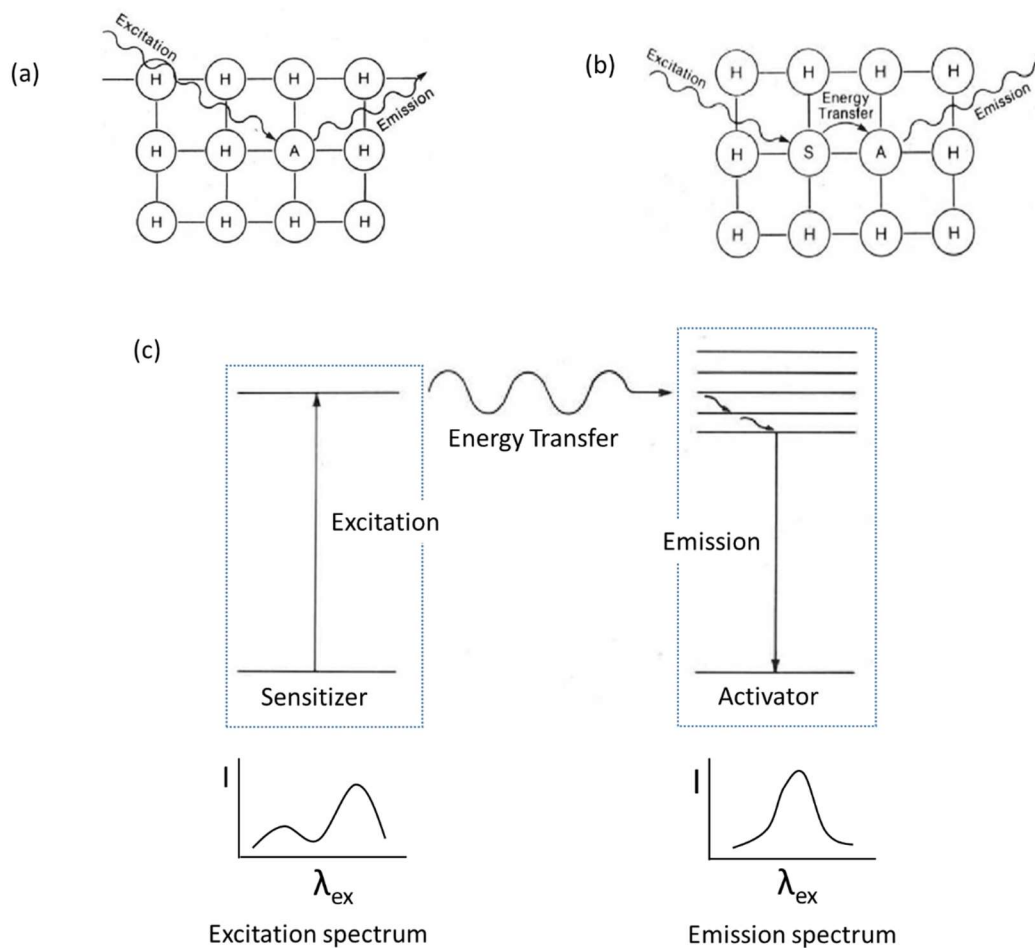 (a)
Excitation
H H H H
Emission
H H A H
H H H H
(b)
Excitation
H H H H
Energy
Transfer
Emission
H S A H
H H H H
(c)
Energy Transfer
Excitation
Emission
Sensitizer
Activator
I
λex
Excitation spectrum
I
λex
Emission spectrum